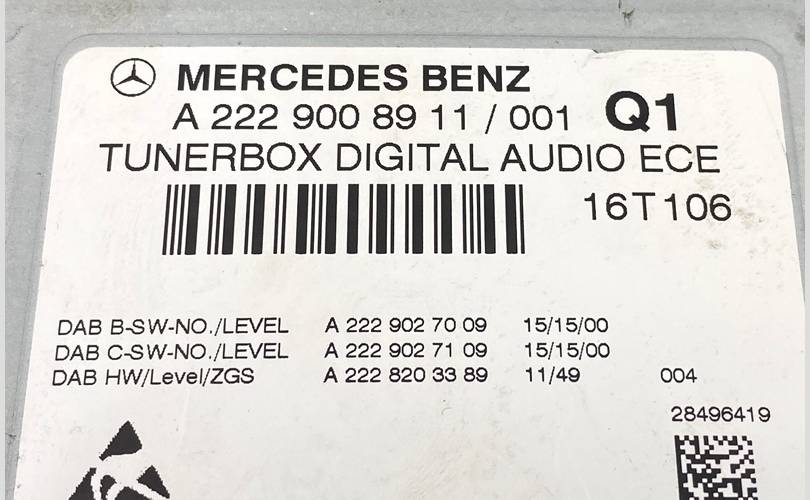 MERCEDES BENZ
A 222 900 89 11 / 001 Q1
TUNERBOX DIGITAL AUDIO ECE
16T106
DAB B-SW-NO./LEVEL A 222 902 70 09 15/15/00
DAB C-SW-NO./LEVEL A 222 902 71 09 15/15/00
DAB HW/Level/ZGS A 222 820 33 89 11/49 004
28496419